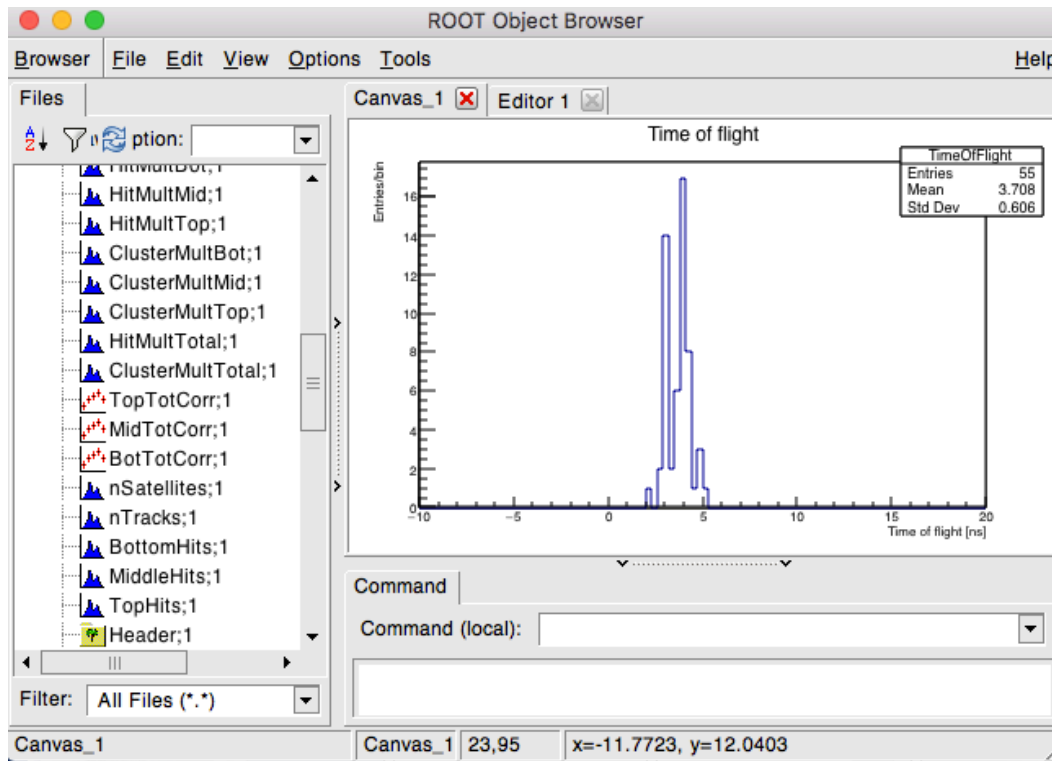 ROOT Object Browser
Browser File Edit View Options Tools Help
Files
ption:
HitMultBot;1
HitMultMid;1
HitMultTop;1
ClusterMultBot;1
ClusterMultMid;1
ClusterMultTop;1
HitMultTotal;1
ClusterMultTotal;1
TopTotCorr;1
MidTotCorr;1
BotTotCorr;1
nSatellites;1
nTracks;1
BottomHits;1
MiddleHits;1
TopHits;1
Header;1
Filter: All Files (*.*)
Canvas_1 Editor 1
Time of flight
TimeOfFlight
Entries 55
Mean 3.708
Std Dev 0.606
Entries/bin
16
14
12
10
8
6
4
2
0
−10 −5 0 5 10 15 20
Time of flight [ns]
Command
Command (local):
Canvas_1 Canvas_1 23,95 x=-11.7723, y=12.0403